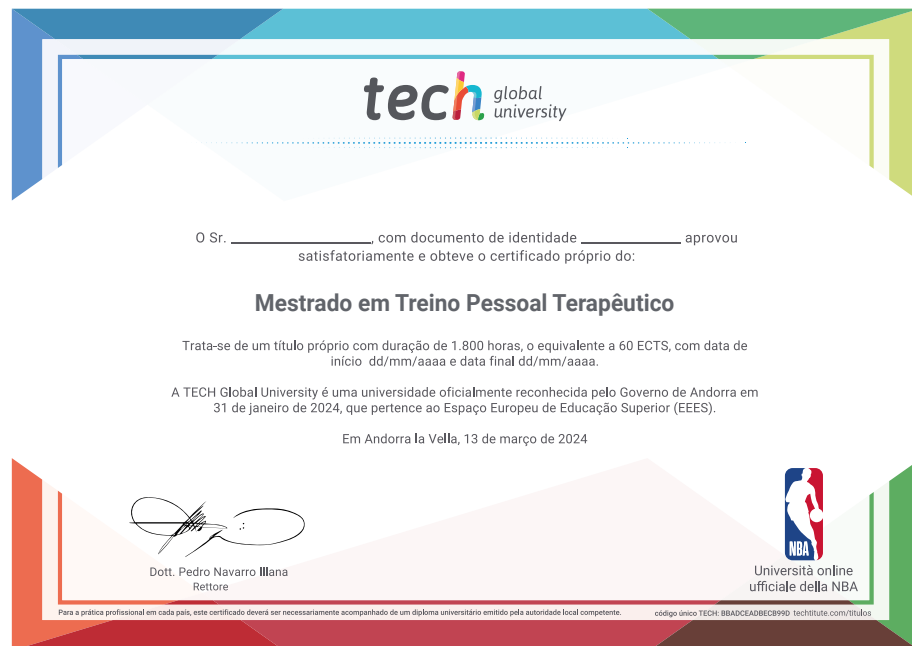 tech global university
O Sr. ________________, com documento de identidade ____________ aprovou
satisfatoriamente e obteve o certificado próprio do:
Mestrado em Treino Pessoal Terapêutico
Trata-se de um título próprio com duração de 1.800 horas, o equivalente a 60 ECTS, com data de
início dd/mm/aaaa e data final dd/mm/aaaa.
A TECH Global University é uma universidade oficialmente reconhecida pelo Governo de Andorra em
31 de janeiro de 2024, que pertence ao Espaço Europeu de Educação Superior (EEES).
Em Andorra la Vella, 13 de março de 2024
Dott. Pedro Navarro Illana
Rettore
NBA
Università online
ufficiale della NBA
Para a prática profissional em cada país, este certificado deverá ser necessariamente acompanhado de um diploma universitário emitido pela autoridade local competente.
código único TECH: BBADCEADBECB99D techtitute.com/titulos